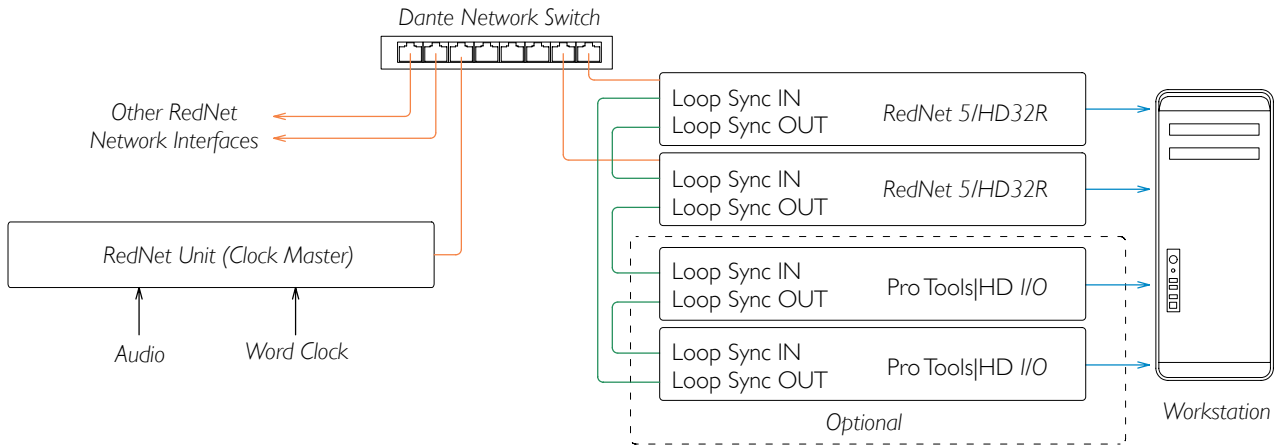 Dante Network Switch
Other RedNet
Network Interfaces
RedNet Unit (Clock Master)
Audio
Word Clock
Loop Sync IN
Loop Sync OUT
RedNet 5/HD32R
Loop Sync IN
Loop Sync OUT
RedNet 5/HD32R
Loop Sync IN
Loop Sync OUT
Pro Tools|HD I/O
Loop Sync IN
Loop Sync OUT
Pro Tools|HD I/O
Optional
Workstation